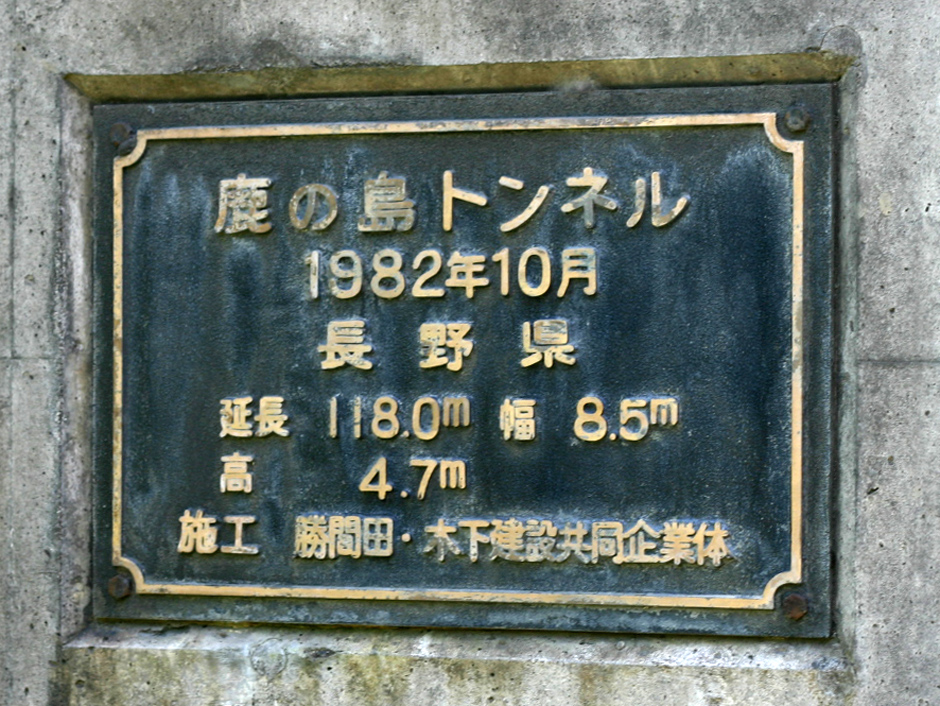 鹿の島トンネル
1982年10月
長野県
延長 118.0m 幅 8.5m
高 4.7m
施工 勝間田・木下建設共同企業体